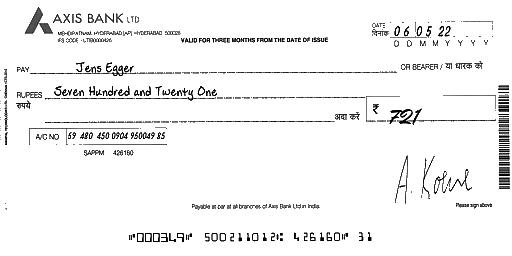 AXIS BANK LTD
MEHDIPATNAM, HYDERABAD [AP] -HYDERABAD 500028
IFS CODE : UTIB0000426
VALID FOR THREE MONTHS FROM THE DATE OF ISSUE
DATE
दिनांक 06 05 22
D D M M Y Y Y Y
PAY Jens Egger OR BEARER / या धारक को
RUPEES Seven Hundred and Twenty One
रुपये अदा करें ₹ 721
A/C NO 59 480 450 0904 950049 85
SAPPM 426160
A. Koeve
Payable at par at all branches of Axis Bank Ltd in India.
Please sign above
"000349" 500211012: 426160" 31